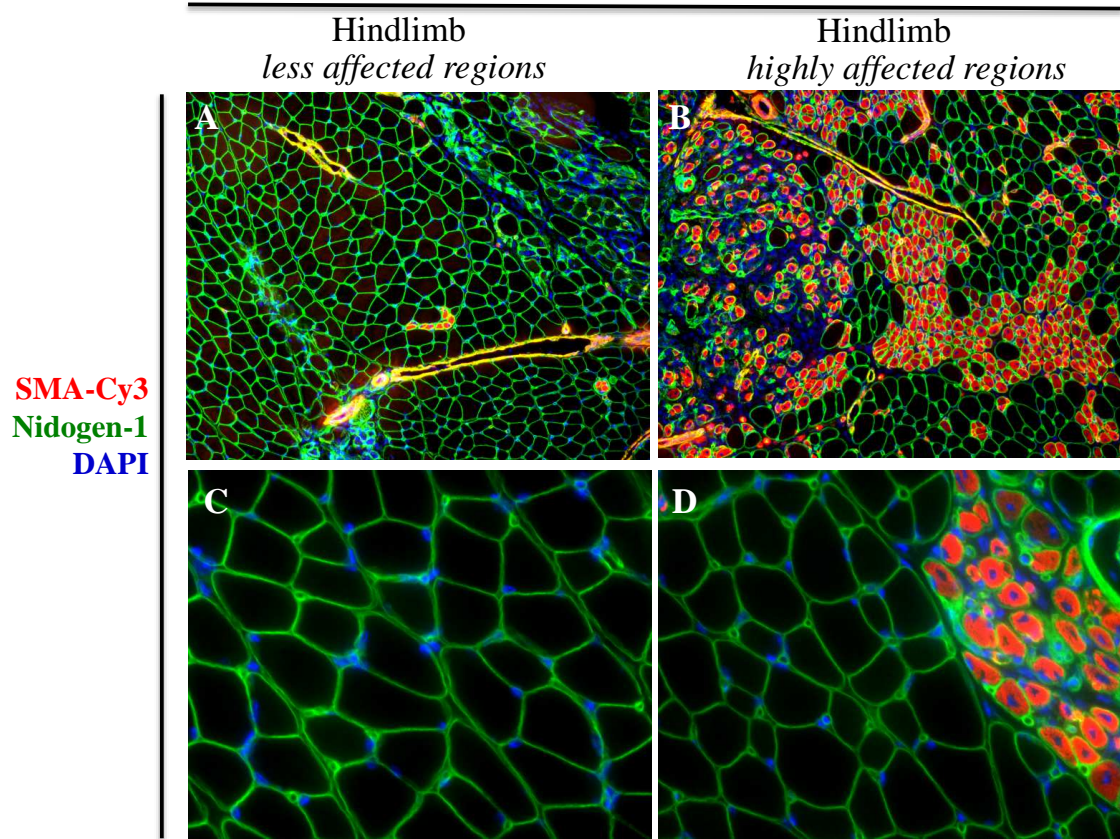 Hindlimb
less affected regions
Hindlimb
highly affected regions
A
B
SMA-Cy3
Nidogen-1
DAPI
C
D